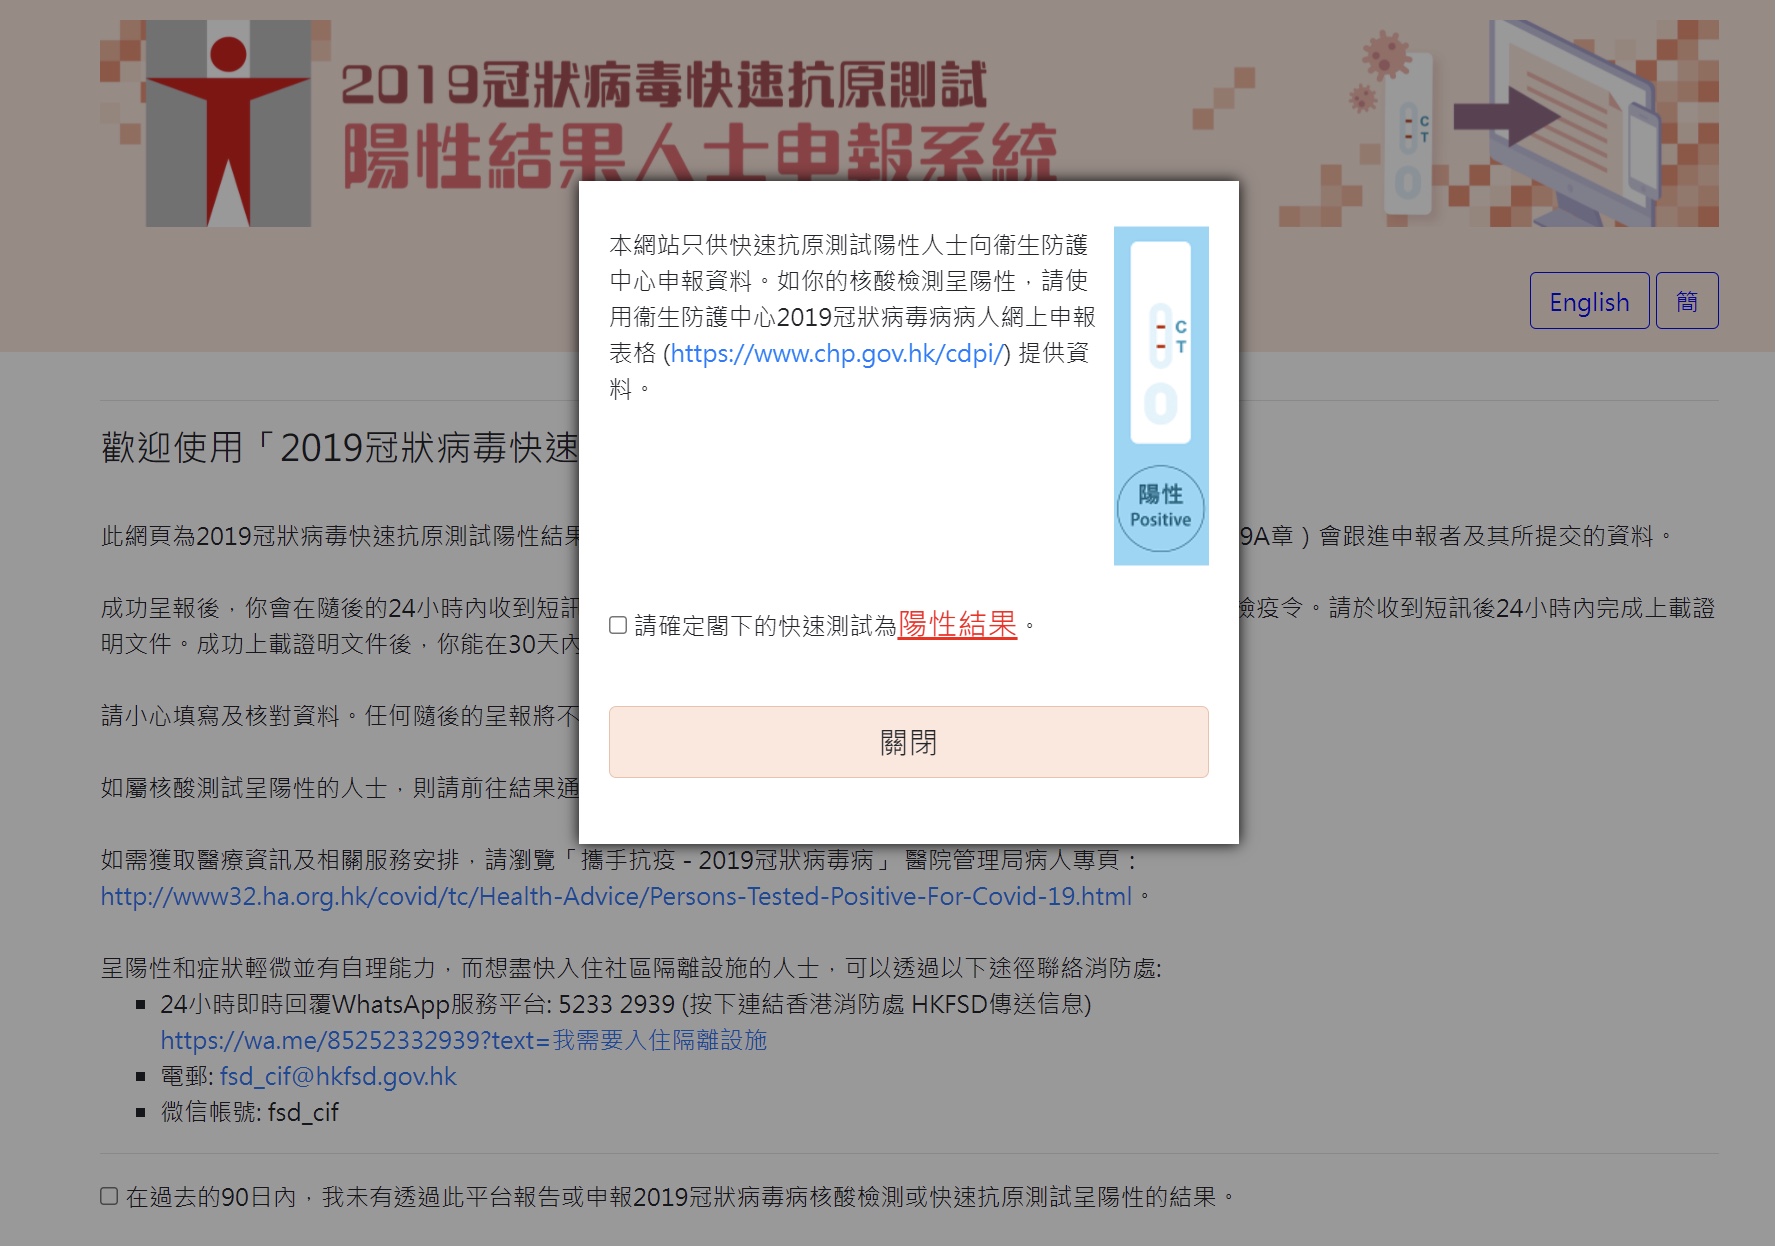 2019冠狀病毒快速抗原測試
陽性結果人士申報系統
C
T
English
簡
本網站只供快速抗原測試陽性人士向衞生防護
中心申報資料。如你的核酸檢測呈陽性，請使
用衞生防護中心2019冠狀病毒病病人網上申報
表格 (https://www.chp.gov.hk/cdpi/) 提供資
料。
C
T
陽性
Positive
請確定閣下的快速測試為陽性結果。
關閉
歡迎使用「2019冠狀病毒快速
此網頁為2019冠狀病毒快速抗原測試陽性結果 9A章）會跟進申報者及其所提交的資料。
成功呈報後，你會在隨後的24小時內收到短訊 檢疫令。請於收到短訊後24小時內完成上載證
明文件。成功上載證明文件後，你能在30天內
請小心填寫及核對資料。任何隨後的呈報將不
如屬核酸測試呈陽性的人士，則請前往結果通
如需獲取醫療資訊及相關服務安排，請瀏覽「攜手抗疫 - 2019冠狀病毒病」 醫院管理局病人專頁：
http://www32.ha.org.hk/covid/tc/Health-Advice/Persons-Tested-Positive-For-Covid-19.html。
呈陽性和症狀輕微並有自理能力，而想盡快入住社區隔離設施的人士，可以透過以下途徑聯絡消防處:
24小時即時回覆WhatsApp服務平台: 5233 2939 (按下連結香港消防處 HKFSD傳送信息)
https://wa.me/85252332939?text=我需要入住隔離設施
電郵: fsd_cif@hkfsd.gov.hk
微信帳號: fsd_cif
在過去的90日內，我未有透過此平台報告或申報2019冠狀病毒病核酸檢測或快速抗原測試呈陽性的結果。